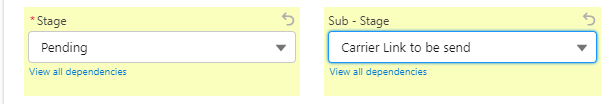 *Stage
Sub - Stage
Pending
Carrier Link to be send
View all dependencies
View all dependencies